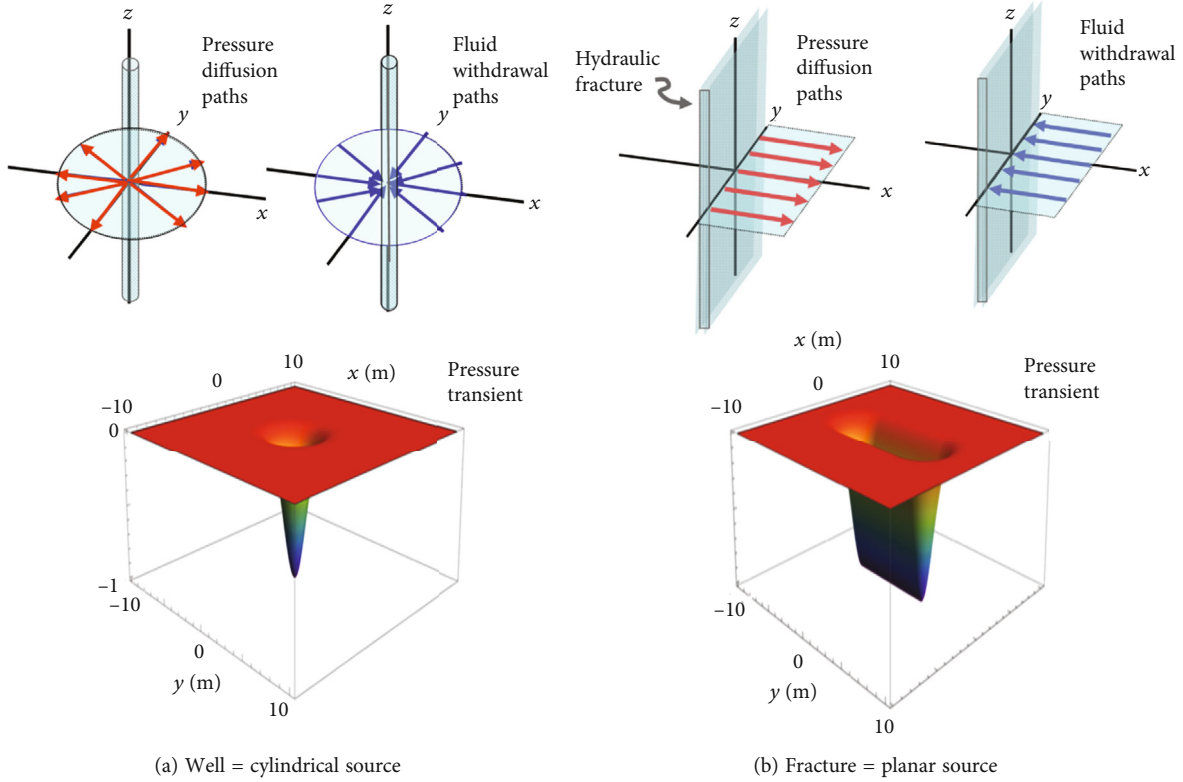 z
Pressure
diffusion
paths
y
x
z
Fluid
withdrawal
paths
y
x
Hydraulic
fracture
z
Pressure
diffusion
paths
y
x
z
Fluid
withdrawal
paths
y
x
10
x (m)
0
−10
0
Pressure
transient
−1
−10
0
y (m)
10
x (m)
10
0
−10
Pressure
transient
−10
0
y (m)
10
(a) Well = cylindrical source
(b) Fracture = planar source